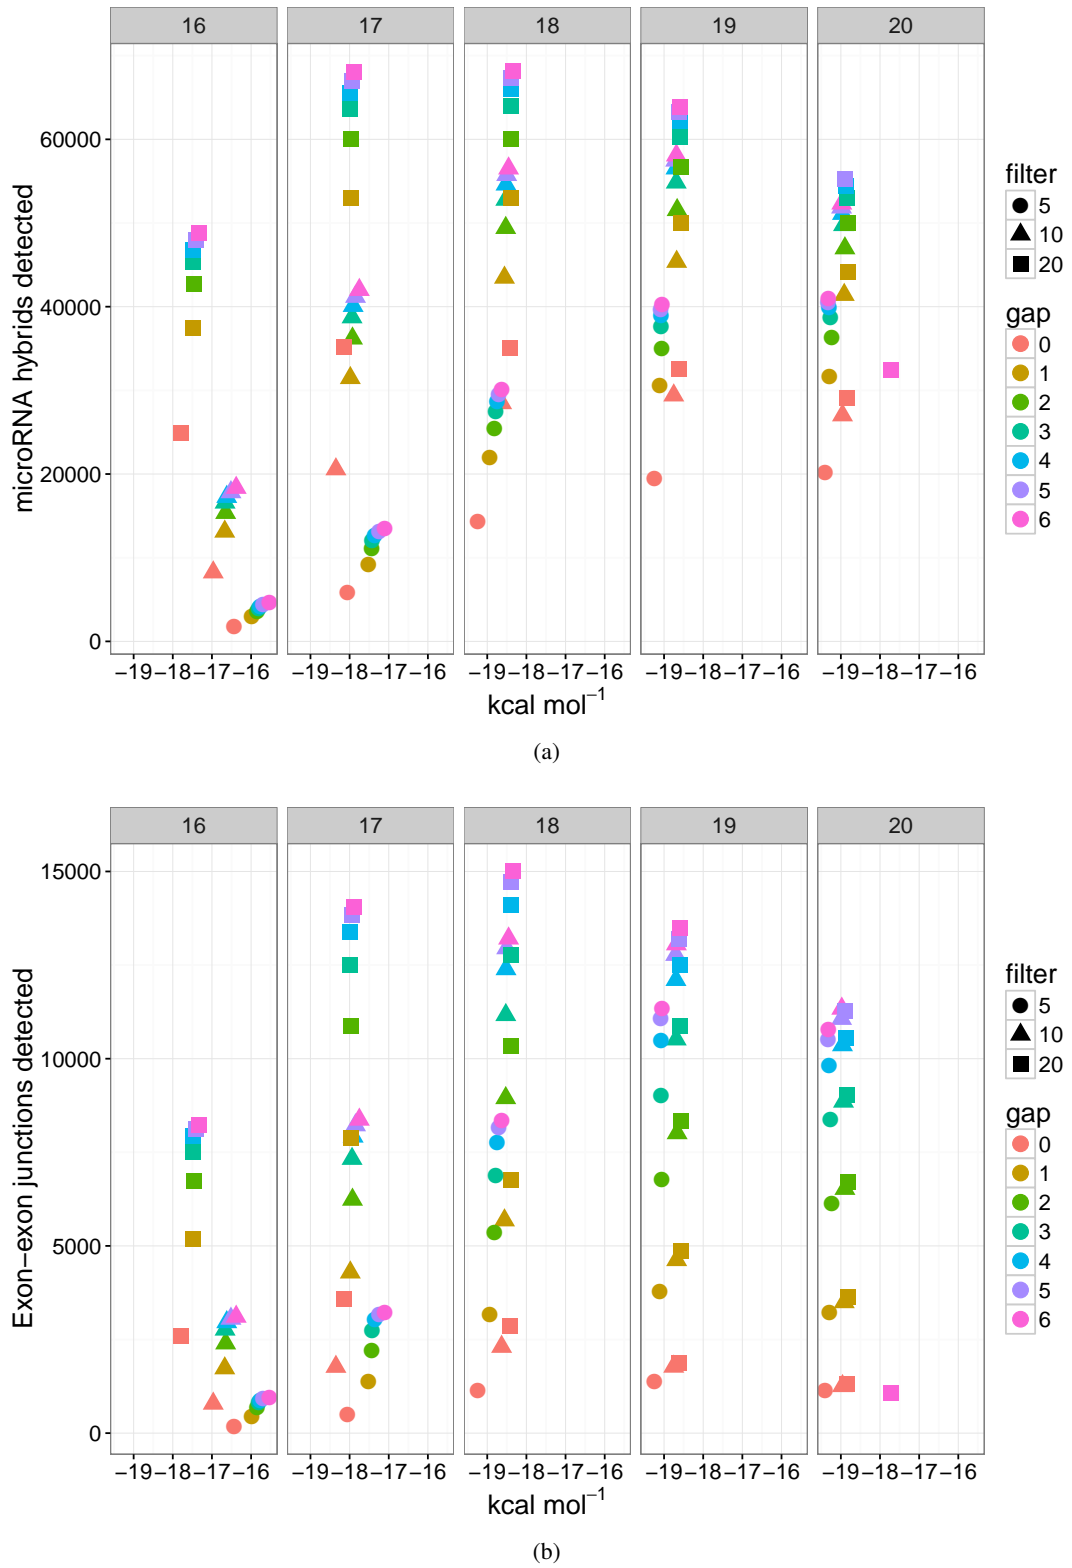 16 17 18 19 20
microRNA hybrids detected
60000
40000
20000
0
−19−18−17−16 −19−18−17−16 −19−18−17−16 −19−18−17−16 −19−18−17−16
kcal mol⁻¹
filter
5
10
20
gap
0
1
2
3
4
5
6
(a)
16 17 18 19 20
Exon−exon junctions detected
15000
10000
5000
0
−19−18−17−16 −19−18−17−16 −19−18−17−16 −19−18−17−16 −19−18−17−16
kcal mol⁻¹
filter
5
10
20
gap
0
1
2
3
4
5
6
(b)